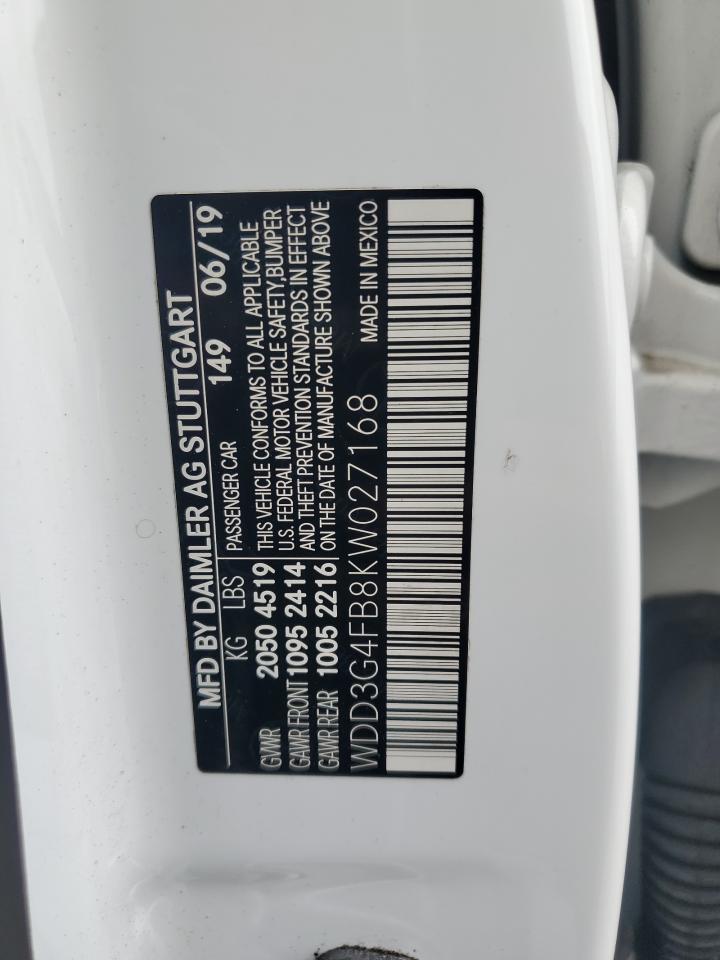 MFD BY DAIMLER AG STUTTGART
KG LBS PASSENGER CAR 149 06/19
GVWR 2050 4519 THIS VEHICLE CONFORMS TO ALL APPLICABLE
GAWR FRONT 1095 2414 U.S. FEDERAL MOTOR VEHICLE SAFETY,BUMPER
GAWR REAR 1005 2216 AND THEFT PREVENTION STANDARDS IN EFFECT
ON THE DATE OF MANUFACTURE SHOWN ABOVE
WDD3G4FB8KW027168 MADE IN MEXICO